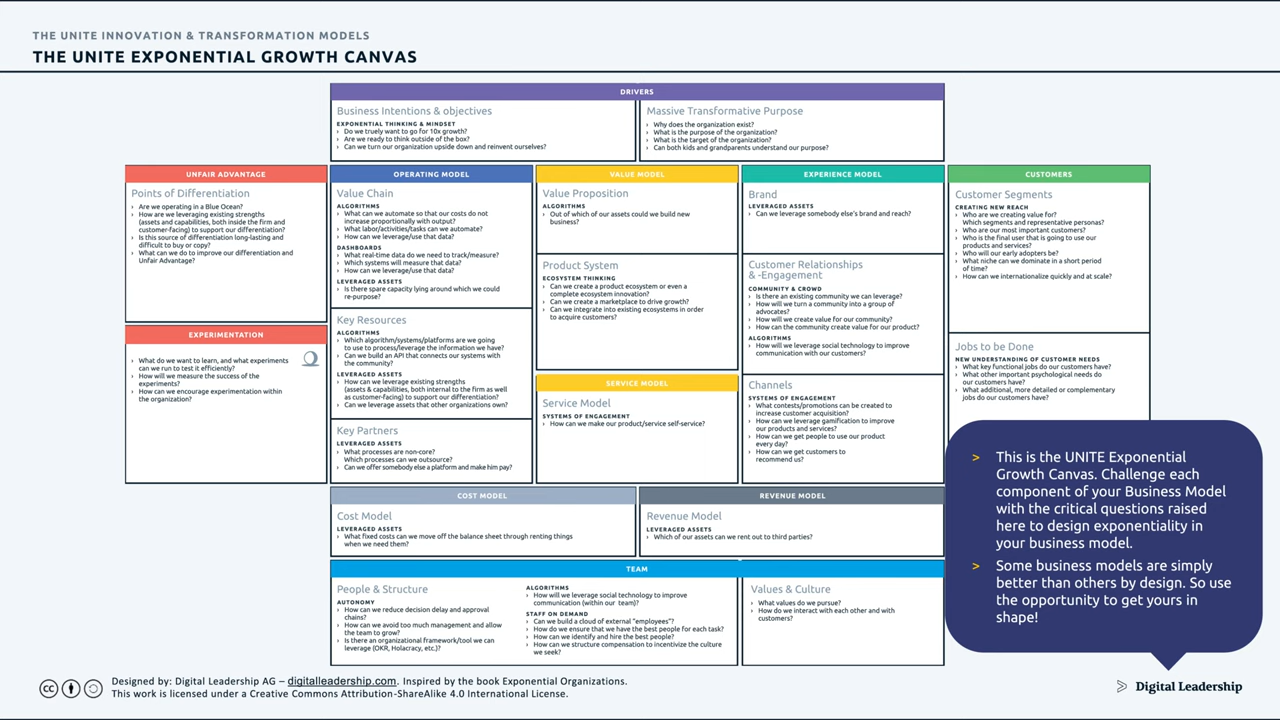 THE UNITE INNOVATION & TRANSFORMATION MODELS
THE UNITE EXPONENTIAL GROWTH CANVAS
DRIVERS
Business Intentions & objectives
EXPONENTIAL THINKING & MINDSET
› Do we truely want to go for 10x growth?
› Are we ready to think outside of the box?
› Can we turn our organization upside down and reinvent ourselves?
Massive Transformative Purpose
› Why does the organization exist?
› What is the purpose of the organization?
› What is the target of the organization?
› Can both kids and grandparents understand our purpose?
UNFAIR ADVANTAGE
Points of Differentiation
› Are we operating in a Blue Ocean?
› How are we leveraging existing strengths
(assets and capabilities, both inside the firm and
customer-facing) to support our differentiation?
› Is this source of differentiation long-lasting and
difficult to buy or copy?
› What can we do to improve our differentiation and
Unfair Advantage?
EXPERIMENTATION
› What do we want to learn, and what experiments
can we run to test it efficiently?
› How will we measure the success of the
experiments?
› How can we encourage experimentation within
the organization?
OPERATING MODEL
Value Chain
ALGORITHMS
› What can we automate so that our costs do not
increase proportionally with output?
› What labor/activities/tasks can we automate?
› How can we leverage/use that data?
DASHBOARDS
› What real-time data do we need to track/measure?
› Which systems will measure that data?
› How can we leverage/use that data?
LEVERAGED ASSETS
› Is there spare capacity lying around which we could
re-purpose?
Key Resources
ALGORITHMS
› Which algorithm/systems/platforms are we going
to use to process/leverage the information we have?
› Can we build an API that connects our systems with
the community?
LEVERAGED ASSETS
› How can we leverage existing strengths
(assets & capabilities, both internal to the firm as well
as customer-facing) to support our differentiation?
› Can we leverage assets that other organizations own?
Key Partners
LEVERAGED ASSETS
› What processes are non-core?
Which processes can we outsource?
› Can we offer somebody else a platform and make him pay?
VALUE MODEL
Value Proposition
ALGORITHMS
› Out of which of our assets could we build new
business?
Product System
ECOSYSTEM THINKING
› Can we create a product ecosystem or even a
complete ecosystem innovation?
› Can we create a marketplace to drive growth?
› Can we integrate into existing ecosystems in order
to acquire customers?
SERVICE MODEL
Service Model
SYSTEMS OF ENGAGEMENT
› How can we make our product/service self-service?
EXPERIENCE MODEL
Brand
LEVERAGED ASSETS
› Can we leverage somebody else's brand and reach?
Customer Relationships
& -Engagement
COMMUNITY & CROWD
› Is there an existing community we can leverage?
› How will we turn a community into a group of
advocates?
› How will we create value for our community?
› How can the community create value for our product?
ALGORITHMS
› How will we leverage social technology to improve
communication with our customers?
Channels
SYSTEMS OF ENGAGEMENT
› What contests/promotions can be created to
increase customer acquisition?
› How can we leverage gamification to improve
our products and services?
› How can we get people to use our product
every day?
› How can we get customers to
recommend us?
CUSTOMERS
Customer Segments
CREATING NEW REACH
› Who are we creating value for?
Which segments and representative personas?
› Who are our most important customers?
› Who is the final user that is going to use our
products/services?
› Who will our early adopters be?
› What niche can we dominate in a short period
of time?
› How can we internationalize quickly and at scale?
Jobs to be Done
NEW UNDERSTANDING OF CUSTOMER NEEDS
› What key functional jobs do our customers have?
› What other important psychological needs do
our customers have?
› What additional, more detailed or complementary
jobs do our customers have?
COST MODEL
Cost Model
LEVERAGED ASSETS
› What fixed costs can we move off the balance sheet through renting things
when we need them?
REVENUE MODEL
Revenue Model
LEVERAGED ASSETS
› Which of our assets can we rent out to third parties?
TEAM
People & Structure
AUTONOMY
› How can we reduce decision delay and approval
chains?
› How can we avoid too much management and allow
the team to grow?
› Is there an organizational framework/tool we can
leverage (OKR, Holacracy, etc.)?
ALGORITHMS
› How will we leverage social technology to improve
communication (within our team)?
STAFF ON DEMAND
› Can we build a cloud of external "employees"?
› How do we ensure that we have the best people for each task?
› How can we identify and hire the best people?
› How can we structure compensation to incentivize the culture
we seek?
Values & Culture
› What values do we pursue?
› How do we interact with each other and with
customers?
> This is the UNITE Exponential
Growth Canvas. Challenge each
component of your Business Model
with the critical questions raised
here to design exponentiality in
your business model.
> Some business models are simply
better than others by design. So use
the opportunity to get yours in
shape!
cc
Designed by: Digital Leadership AG – digitalleadership.com. Inspired by the book Exponential Organizations.
This work is licensed under a Creative Commons Attribution-ShareAlike 4.0 International License.
Digital Leadership